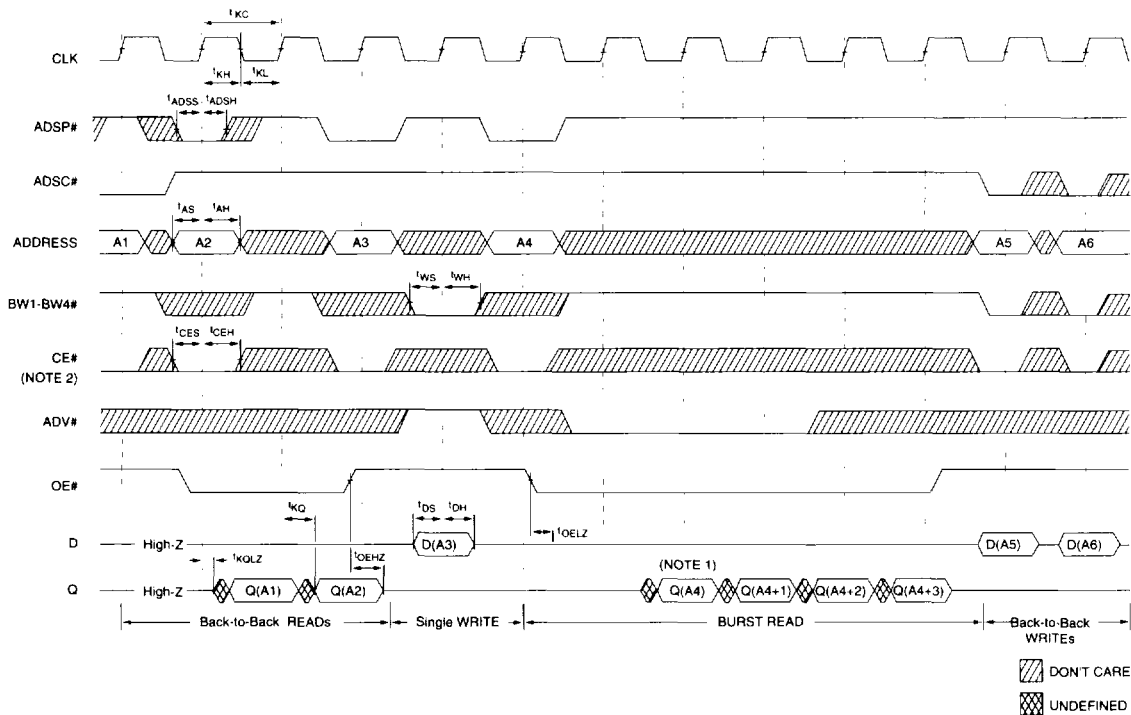 tKC
CLK
tKH tKL
tADSS tADSH
ADSP#
ADSC#
tAS tAH
ADDRESS A1 A2 A3 A4 A5 A6
tWS tWH
BW1-BW4#
tCES tCEH
CE#
(NOTE 2)
ADV#
OE#
tKQ tDS tDH
tOELZ
D High-Z D(A3) D(A5) D(A6)
tKQLZ tOEHZ
(NOTE 1)
Q High-Z Q(A1) Q(A2) Q(A4) Q(A4+1) Q(A4+2) Q(A4+3)
Back-to-Back READs Single WRITE BURST READ Back-to-Back
WRITEs
DON'T CARE
UNDEFINED